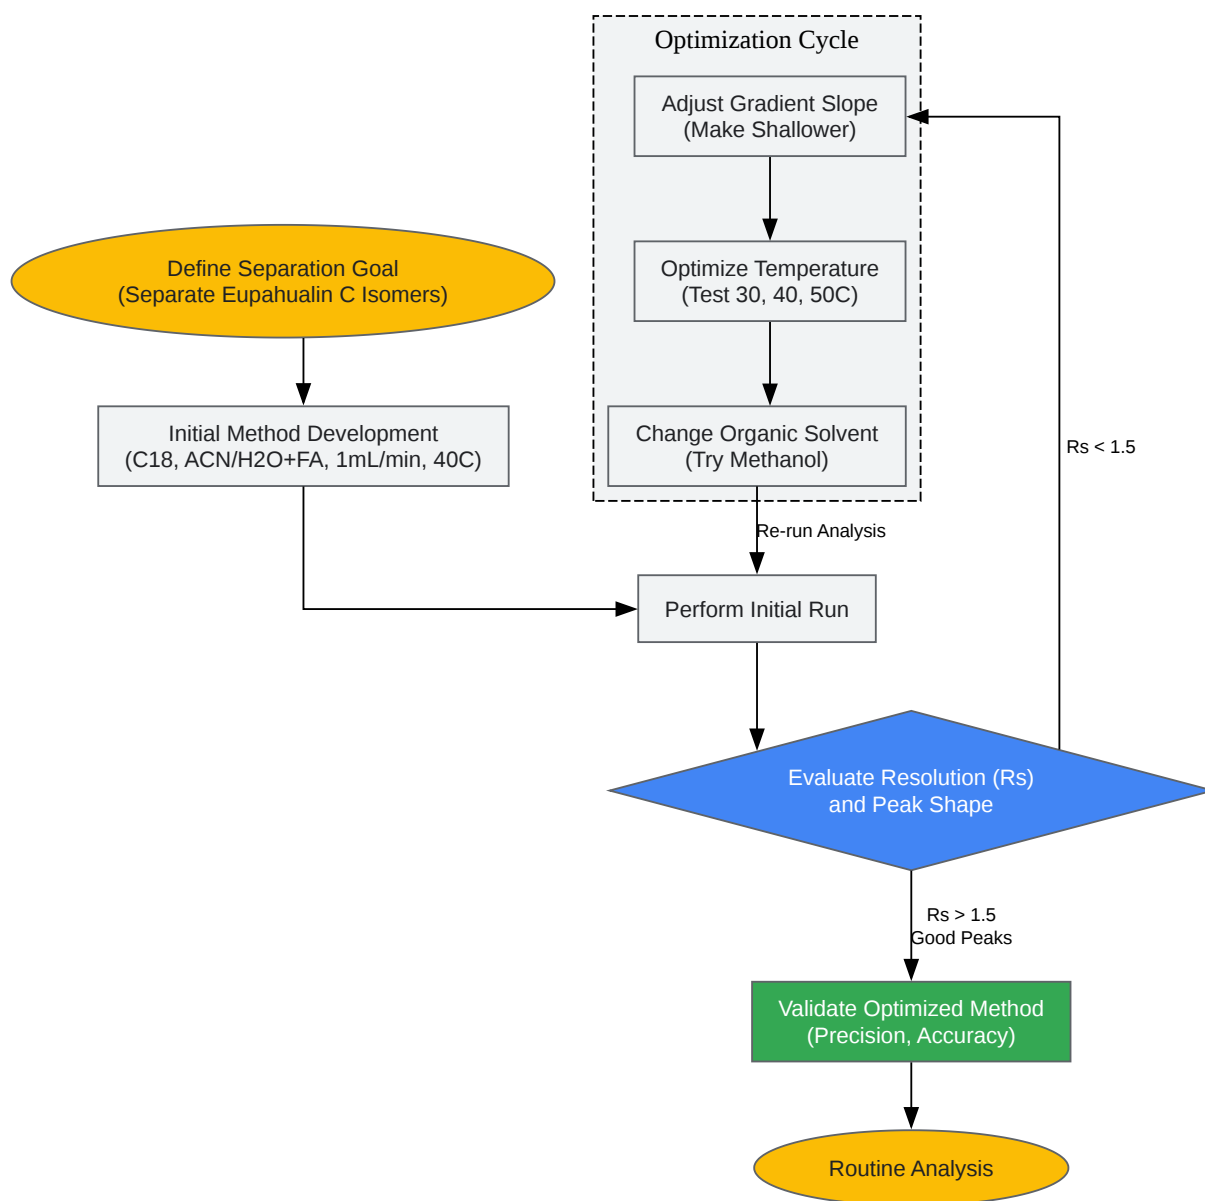 Optimization Cycle
Adjust Gradient Slope
(Make Shallower)
Optimize Temperature
(Test 30, 40, 50C)
Define Separation Goal
(Separate Eupahualin C Isomers)
Change Organic Solvent
(Try Methanol)
Initial Method Development
(C18, ACN/H2O+FA, 1mL/min, 40C)
Rs < 1.5
Re-run Analysis
Perform Initial Run
Evaluate Resolution (Rs)
and Peak Shape
Rs > 1.5
Good Peaks
Validate Optimized Method
(Precision, Accuracy)
Routine Analysis